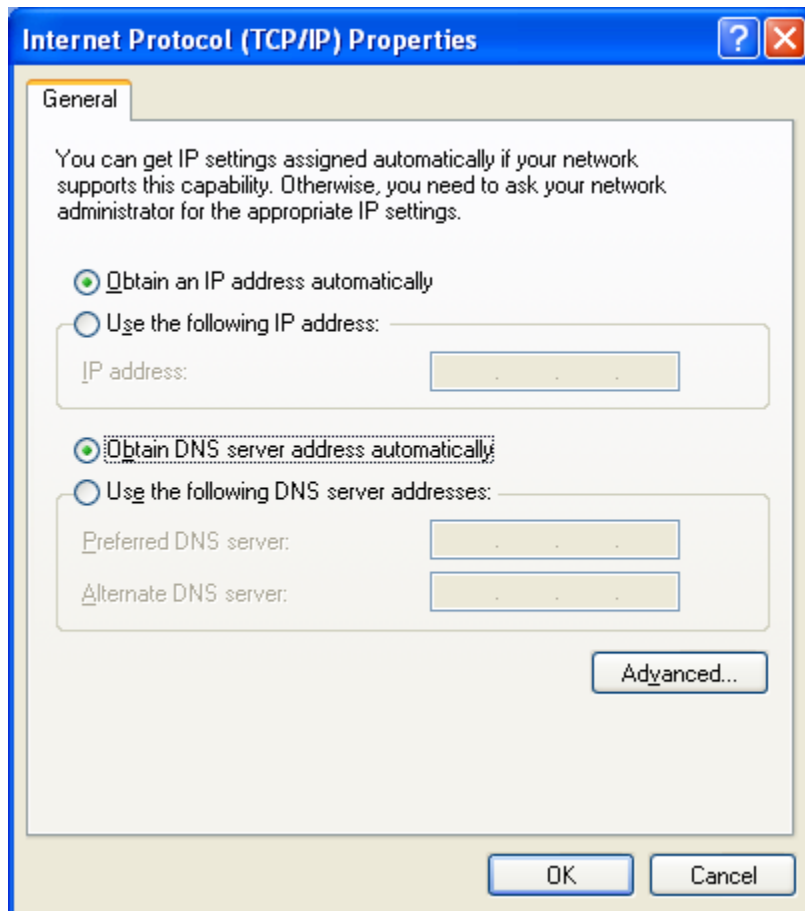 Internet Protocol (TCP/IP) Properties
General
You can get IP settings assigned automatically if your network
supports this capability. Otherwise, you need to ask your network
administrator for the appropriate IP settings.
Obtain an IP address automatically
Use the following IP address:
IP address:
Obtain DNS server address automatically
Use the following DNS server addresses:
Preferred DNS server:
Alternate DNS server:
Advanced...
OK
Cancel